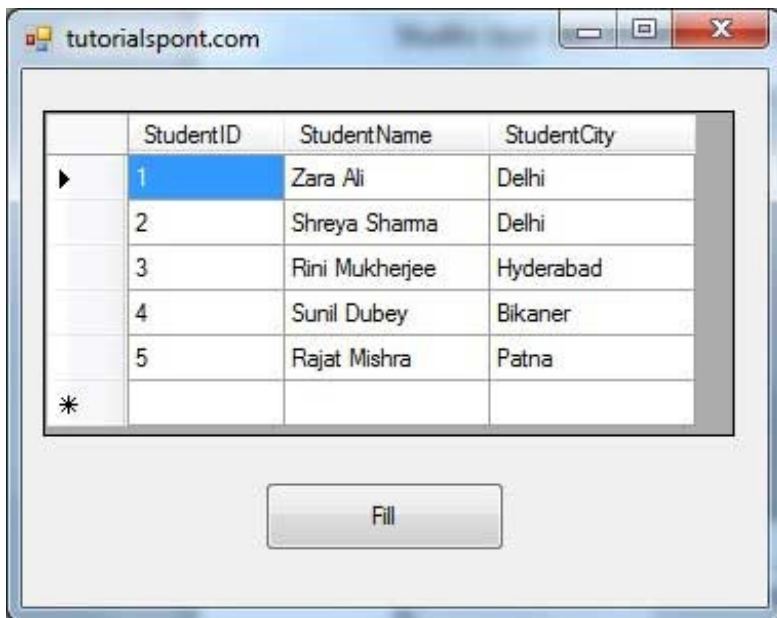 tutorialspont.com
StudentID StudentName StudentCity
1 Zara Ali Delhi
2 Shreya Sharma Delhi
3 Rini Mukherjee Hyderabad
4 Sunil Dubey Bikaner
5 Rajat Mishra Patna
Fill